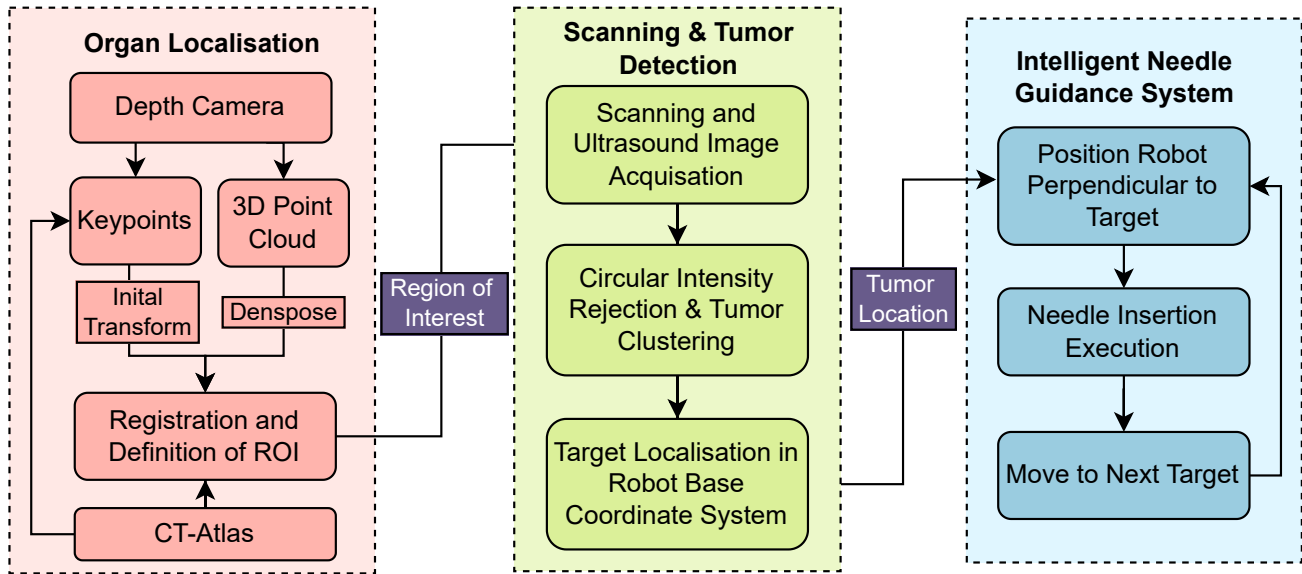 Organ Localisation
Depth Camera
Keypoints
3D Point
Cloud
Inital
Transform
Denspose
Registration and
Definition of ROI
CT-Atlas
Region of
Interest
Scanning & Tumor
Detection
Scanning and
Ultrasound Image
Acquisation
Circular Intensity
Rejection & Tumor
Clustering
Target Localisation in
Robot Base
Coordinate System
Tumor
Location
Intelligent Needle
Guidance System
Position Robot
Perpendicular to
Target
Needle Insertion
Execution
Move to Next Target